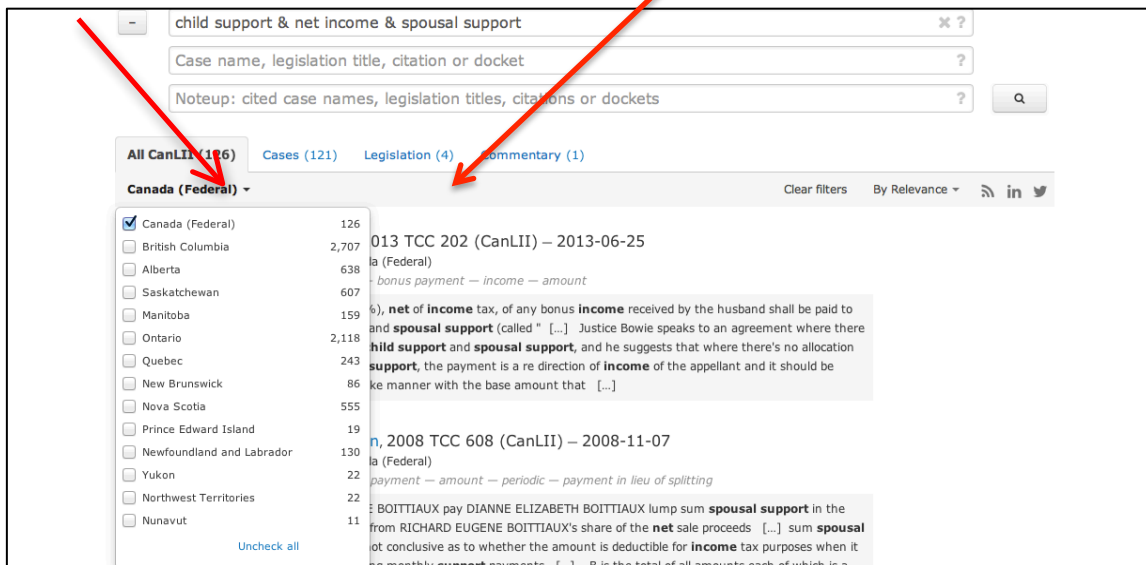 child support & net income & spousal support
Case name, legislation title, citation or docket
Noteup: cited case names, legislation titles, citations or dockets
All CanLII (126) Cases (121) Legislation (4) Commentary (1)
Canada (Federal) Clear filters By Relevance
Canada (Federal) 126
British Columbia 2,707
Alberta 638
Saskatchewan 607
Manitoba 159
Ontario 2,118
Quebec 243
New Brunswick 86
Nova Scotia 555
Prince Edward Island 19
Newfoundland and Labrador 130
Yukon 22
Northwest Territories 22
Nunavut 11
Uncheck all
013 TCC 202 (CanLII) — 2013-06-25
la (Federal)
- bonus payment — income — amount
%), net of income tax, of any bonus income received by the husband shall be paid to
and spousal support (called " [...] Justice Bowie speaks to an agreement where there
hild support and spousal support, and he suggests that where there's no allocation
support, the payment is a re direction of income of the appellant and it should be
ke manner with the base amount that [...]
n, 2008 TCC 608 (CanLII) — 2008-11-07
la (Federal)
payment — amount — periodic — payment in lieu of splitting
E BOITTIAUX pay DIANNE ELIZABETH BOITTIAUX lump sum spousal support in the
from RICHARD EUGENE BOITTIAUX's share of the net sale proceeds [...] sum spousal
ot conclusive as to whether the amount is deductible for income tax purposes when it
support payments [...] B is the total of all amounts each of which is a